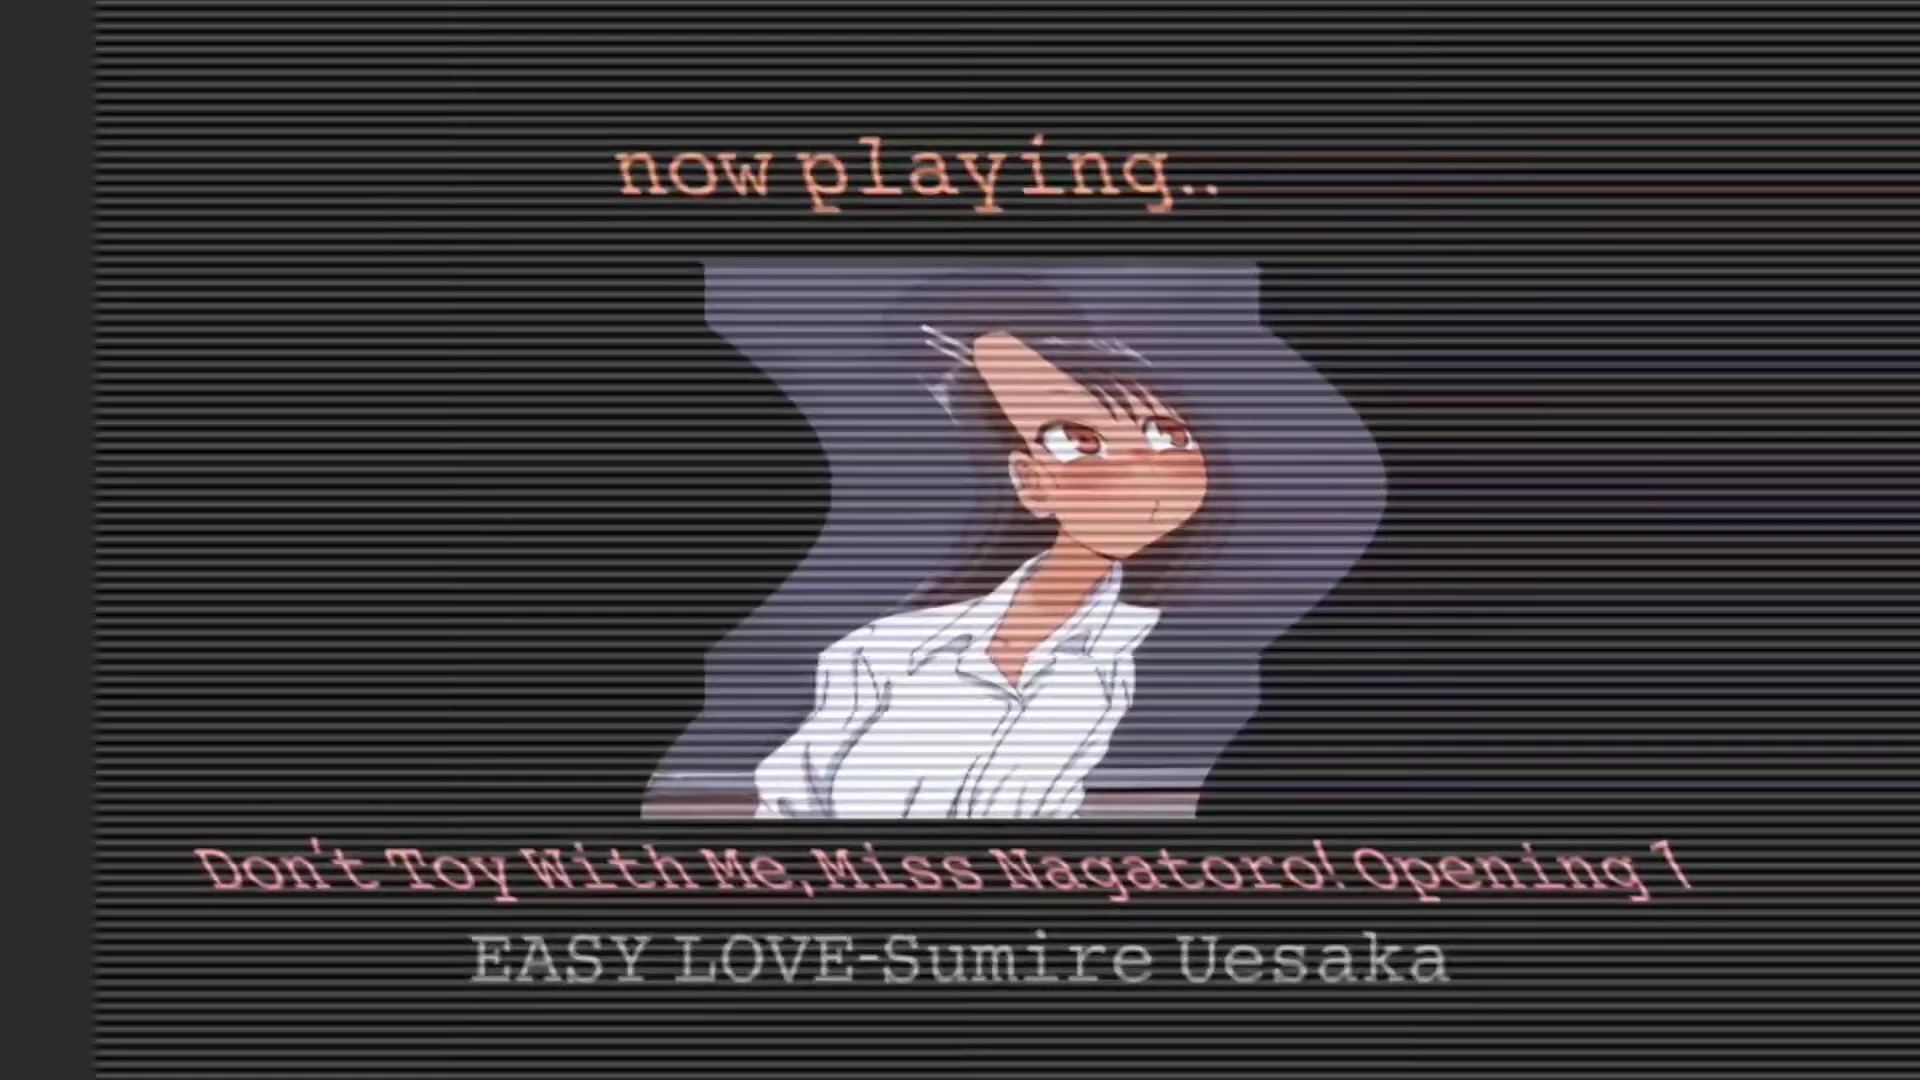 now playing..
Don't Toy With Me,Miss Nagatoro! Opening 1
EASY LOVE-Sumire Uesaka